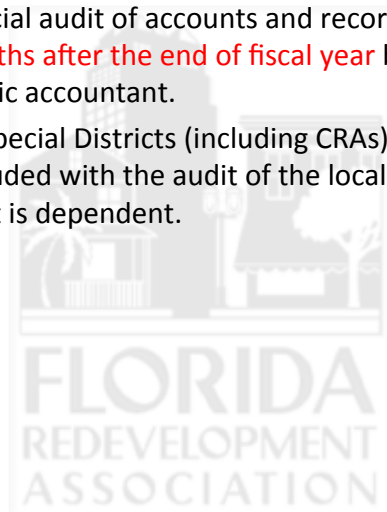 cial audit of accounts and recor
ths after the end of fiscal year
ic accountant.
pecial Districts (including CRAs)
uded with the audit of the local
t is dependent.
FLORIDA
REDEVELOPMENT
ASSOCIATION